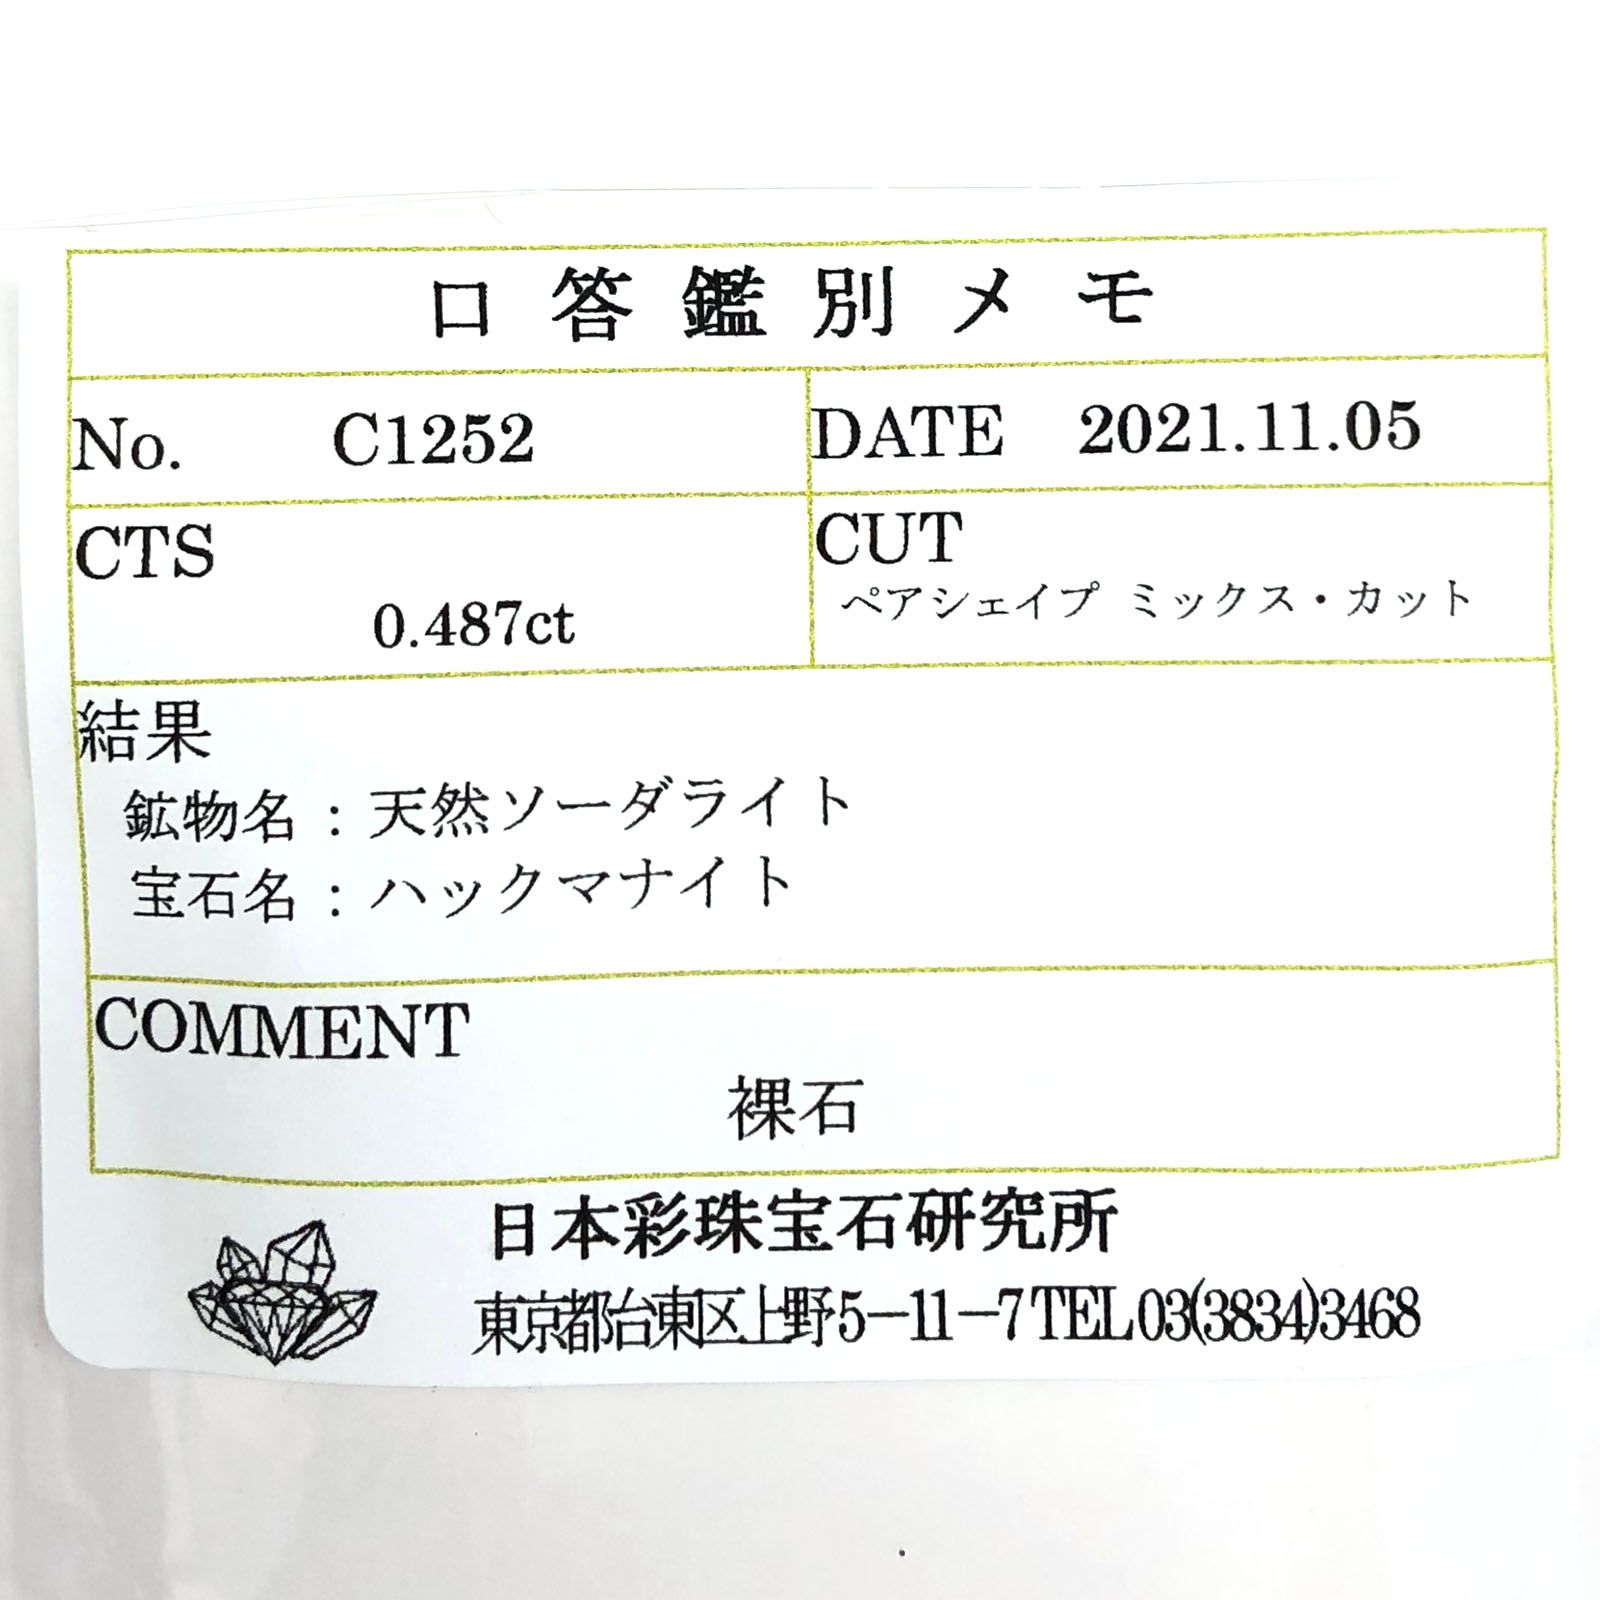 口答鑑別メモ
No. C1252 DATE 2021.11.05
CTS CUT
0.487ct ペアシェイプ ミックス・カット
結果
鉱物名：天然ソーダライト
宝石名：ハックマナイト
COMMENT
裸石
日本彩珠宝石研究所
東京都台東区上野5－11－7 TEL 03(3834)3468